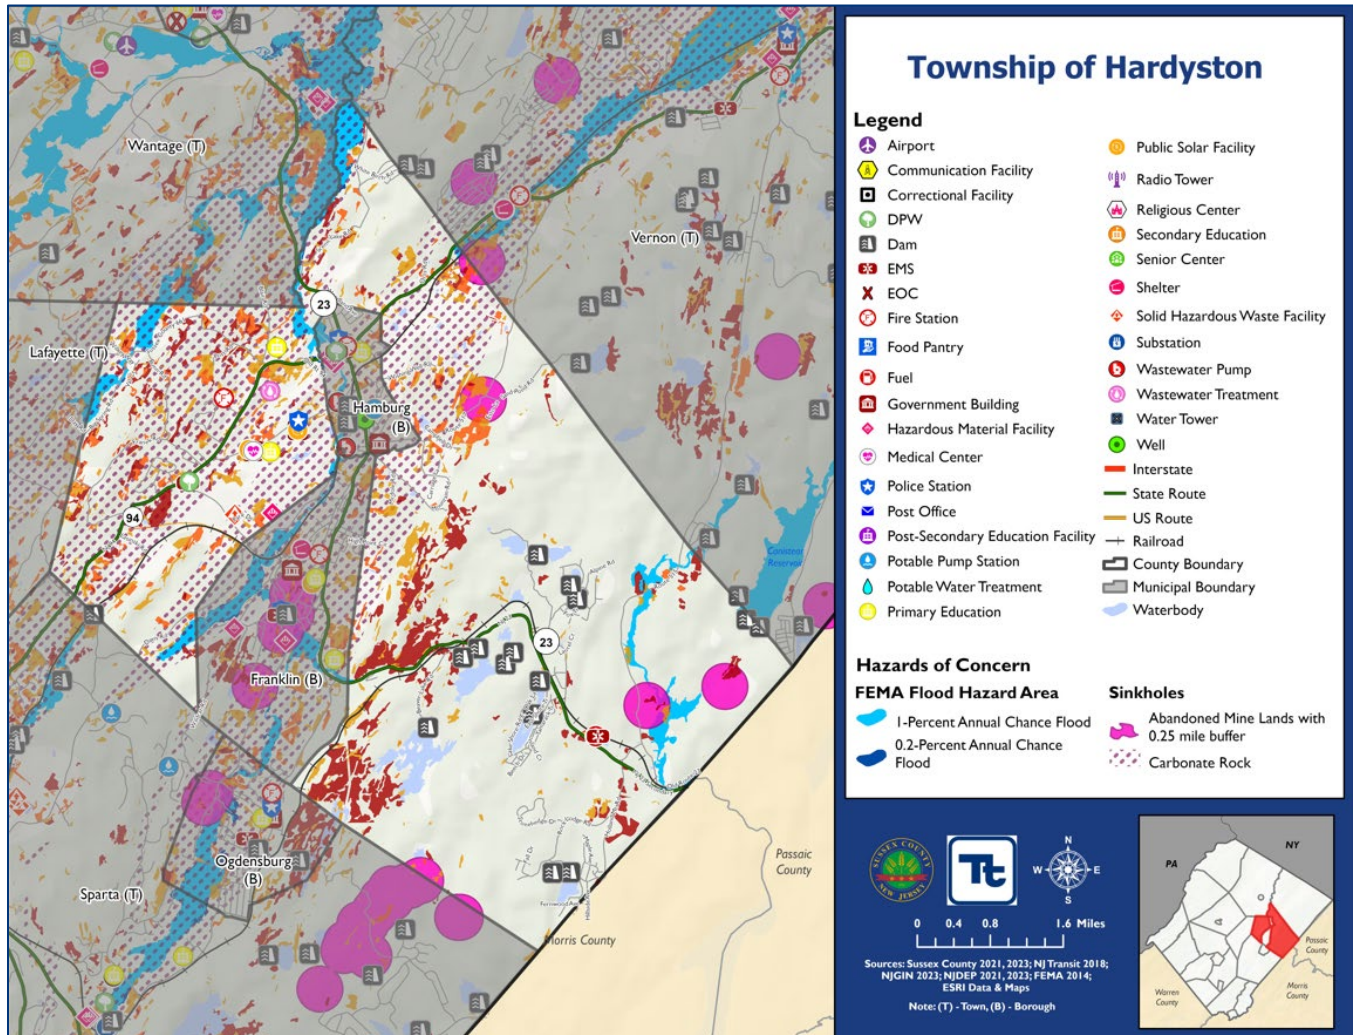 Township of Hardyston
Legend
Airport
Communication Facility
Correctional Facility
DPW
Dam
EMS
EOC
Fire Station
Food Pantry
Fuel
Government Building
Hazardous Material Facility
Medical Center
Police Station
Post Office
Post-Secondary Education Facility
Potable Pump Station
Potable Water Treatment
Primary Education
Public Solar Facility
Radio Tower
Religious Center
Secondary Education
Senior Center
Shelter
Solid Hazardous Waste Facility
Substation
Wastewater Pump
Wastewater Treatment
Water Tower
Well
Interstate
State Route
US Route
Railroad
County Boundary
Municipal Boundary
Waterbody
Hazards of Concern
FEMA Flood Hazard Area
1-Percent Annual Chance Flood
0.2-Percent Annual Chance
Flood
Sinkholes
Abandoned Mine Lands with
0.25 mile buffer
Carbonate Rock
Wantage (T)
Vernon (T)
23
Lafayette (T)
Hamburg
(B)
94
Canistear
Reservoir
23
Franklin (B)
Ogdensburg
(B)
Sparta (T)
Passaic
County
Morris County
SUSSEX COUNTY
NEW JERSEY
Tt
N
W E
S
0 0.4 0.8 1.6 Miles
Sources: Sussex County 2021, 2023; NJ Transit 2018;
NJGIN 2023; NJDEP 2021, 2023; FEMA 2014;
ESRI Data & Maps
Note: (T) - Town, (B) - Borough
PA
NY
Passaic
County
Warren
County
Morris
County